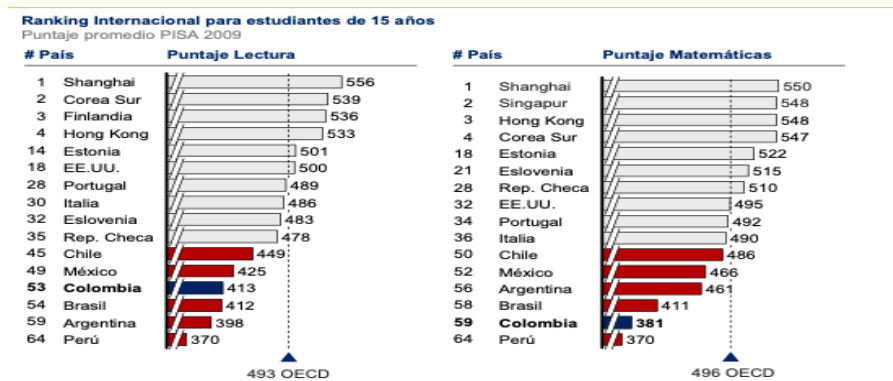 Ranking Internacional para estudiantes de 15 años
Puntaje promedio PISA 2009
# País Puntaje Lectura
1 Shanghai 556
2 Corea Sur 539
3 Finlandia 536
4 Hong Kong 533
14 Estonia 501
18 EE.UU. 500
28 Portugal 489
30 Italia 486
32 Eslovenia 483
35 Rep. Checa 478
45 Chile 449
49 México 425
53 Colombia 413
54 Brasil 412
59 Argentina 398
64 Perú 370
493 OECD
# País Puntaje Matemáticas
1 Shanghai 550
2 Singapur 548
3 Hong Kong 548
4 Corea Sur 547
18 Estonia 522
21 Eslovenia 515
28 Rep. Checa 510
32 EE.UU. 495
34 Portugal 492
36 Italia 490
50 Chile 486
52 México 466
56 Argentina 461
58 Brasil 411
59 Colombia 381
64 Perú 370
496 OECD